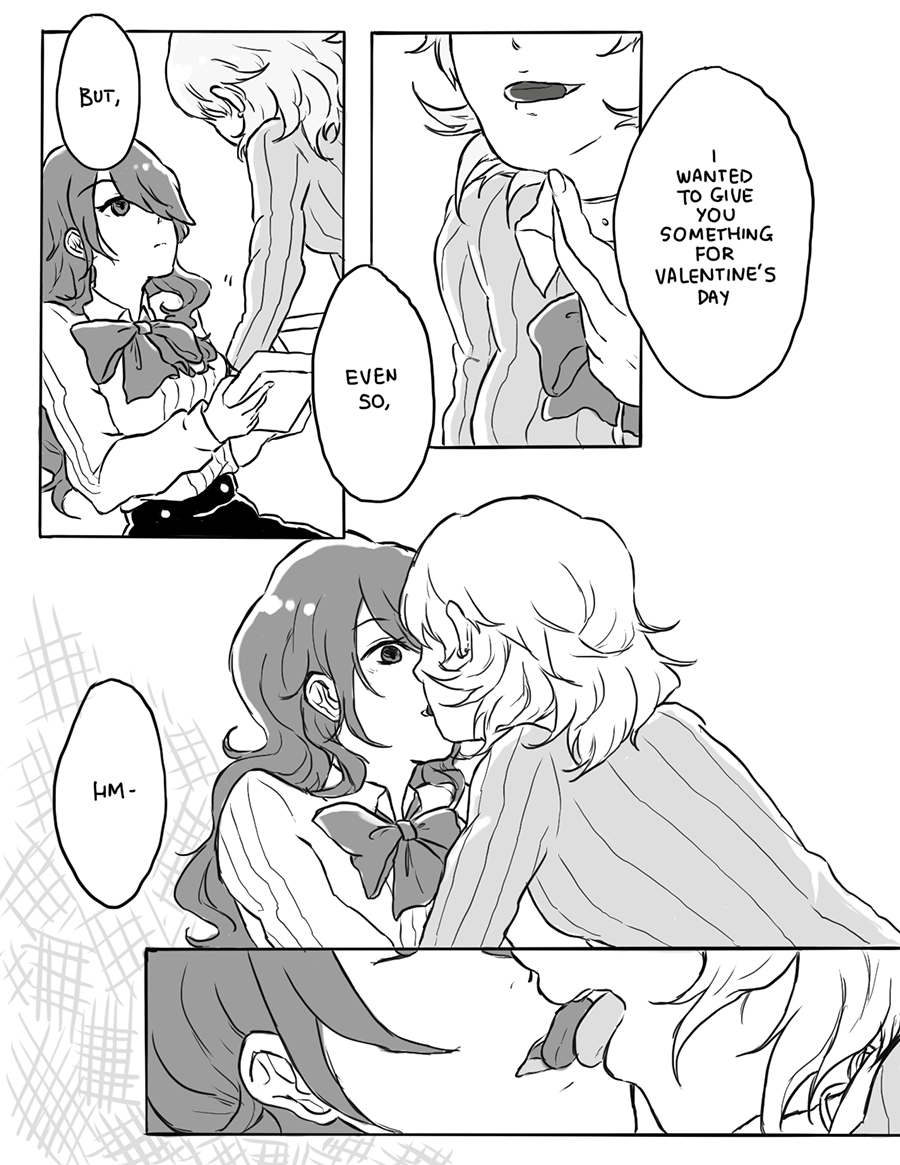 BUT,
EVEN
SO,
I
WANTED
TO GIVE
YOU
SOMETHING
FOR
VALENTINE'S
DAY
HM-